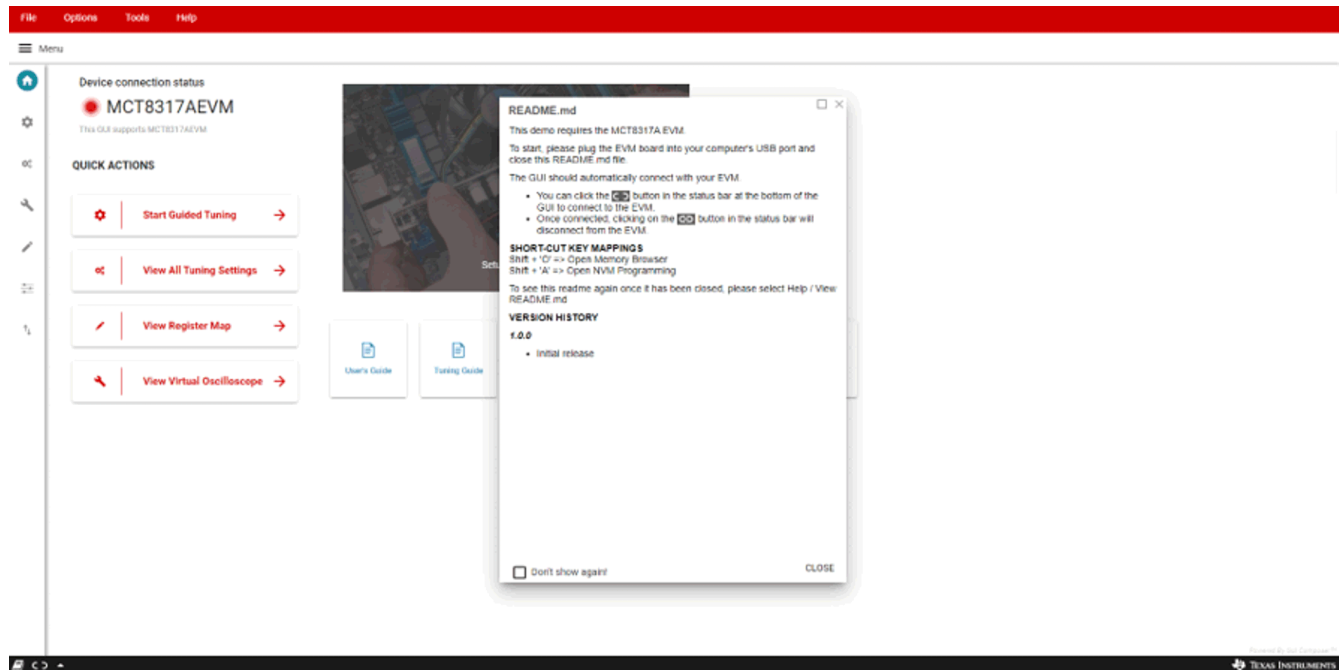 File Options Tools Help
Menu
Device connection status
MCT8317AEVM
This GUI supports MCT8317AEVM
QUICK ACTIONS
Start Guided Tuning
View All Tuning Settings
View Register Map
View Virtual Oscilloscope
Setu
User's Guide
Tuning Guide
README.md
This demo requires the MCT8317A EVM.
To start, please plug the EVM board into your computer's USB port and
close this README.md file.
The GUI should automatically connect with your EVM.
• You can click the button in the status bar at the bottom of the
GUI to connect to the EVM.
• Once connected, clicking on the button in the status bar will
disconnect from the EVM.
SHORT-CUT KEY MAPPINGS
Shift + 'O' => Open Memory Browser
Shift + 'A' => Open NVM Programming
To see this readme again once it has been closed, please select Help / View
README.md
VERSION HISTORY
1.0.0
• Initial release
Don't show again!
CLOSE
Powered By GUI Composer™
TEXAS INSTRUMENTS